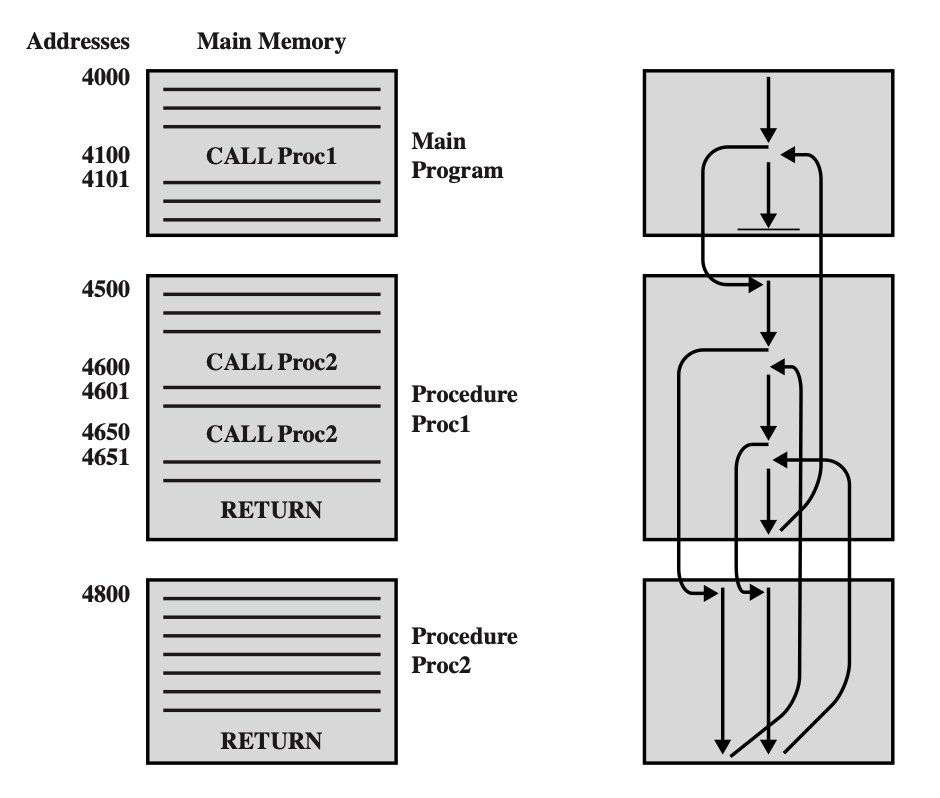 Addresses Main Memory
4000
4100 CALL Proc1
4101
Main
Program
4500
CALL Proc2
4600
4601
4650 CALL Proc2
4651
RETURN
Procedure
Proc1
4800
RETURN
Procedure
Proc2